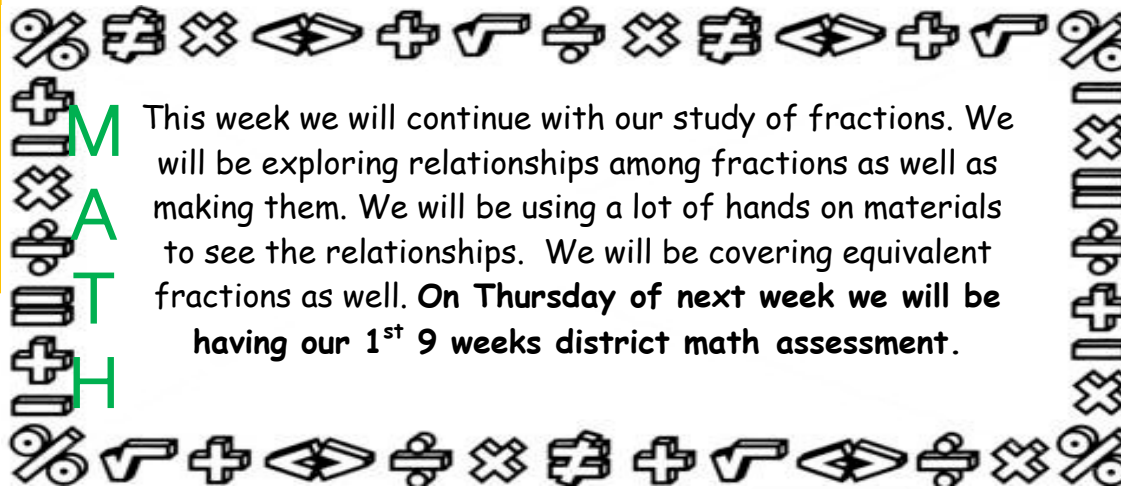 MATH
This week we will continue with our study of fractions. We
will be exploring relationships among fractions as well as
making them. We will be using a lot of hands on materials
to see the relationships.  We will be covering equivalent
fractions as well. On Thursday of next week we will be
having our 1st 9 weeks district math assessment.